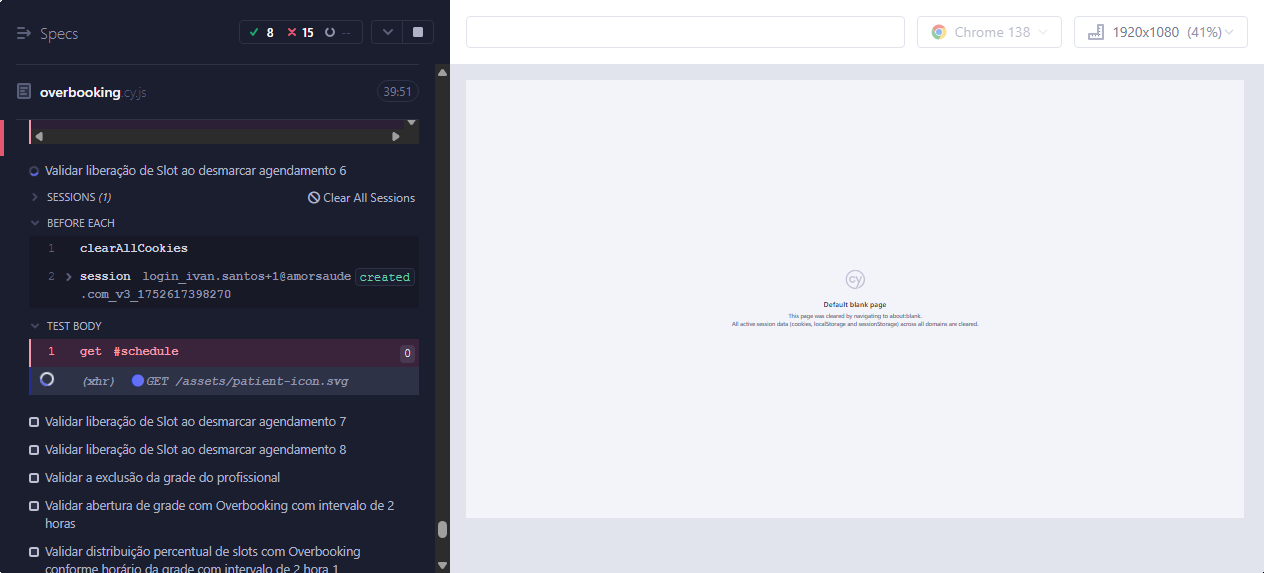 Specs
8 15 --
Chrome 138
1920x1080 (41%)
overbooking.cy.js
39:51
Validar liberação de Slot ao desmarcar agendamento 6
SESSIONS (1)
Clear All Sessions
BEFORE EACH
1 clearAllCookies
2 session login_ivan.santos+1@amorsaude created
.com_v3_1752617398270
TEST BODY
1 get #schedule 0
(xhr) GET /assets/patient-icon.svg
Validar liberação de Slot ao desmarcar agendamento 7
Validar liberação de Slot ao desmarcar agendamento 8
Validar a exclusão da grade do profissional
Validar abertura de grade com Overbooking com intervalo de 2
horas
Validar distribuição percentual de slots com Overbooking
conforme horário da grade com intervalo de 2 hora 1
cy
Default blank page
This page was cleared by navigating to about:blank.
All active session data (cookies, localStorage and sessionStorage) across all domains are cleared.